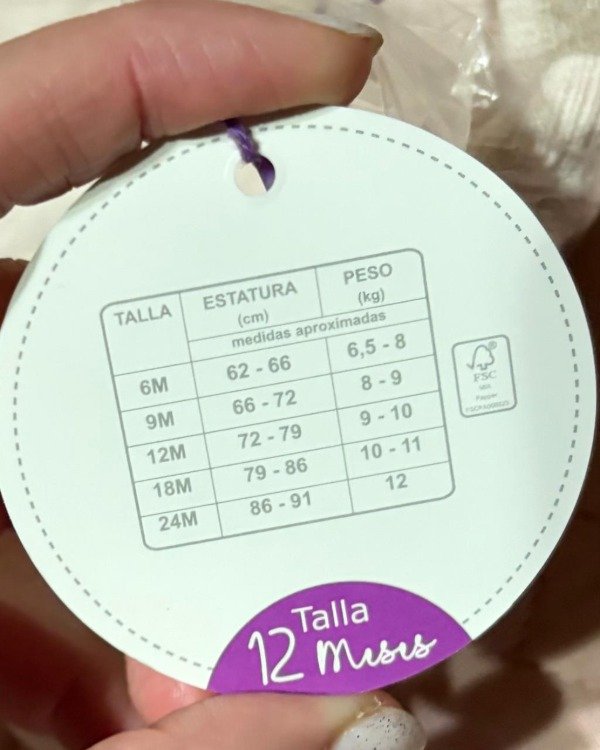 TALLA ESTATURA (cm) PESO (kg)
medidas aproximadas
6M 62 - 66 6,5 - 8
9M 66 - 72 8 - 9
12M 72 - 79 9 - 10
18M 79 - 86 10 - 11
24M 86 - 91 12
FSC
Talla
12 Meses